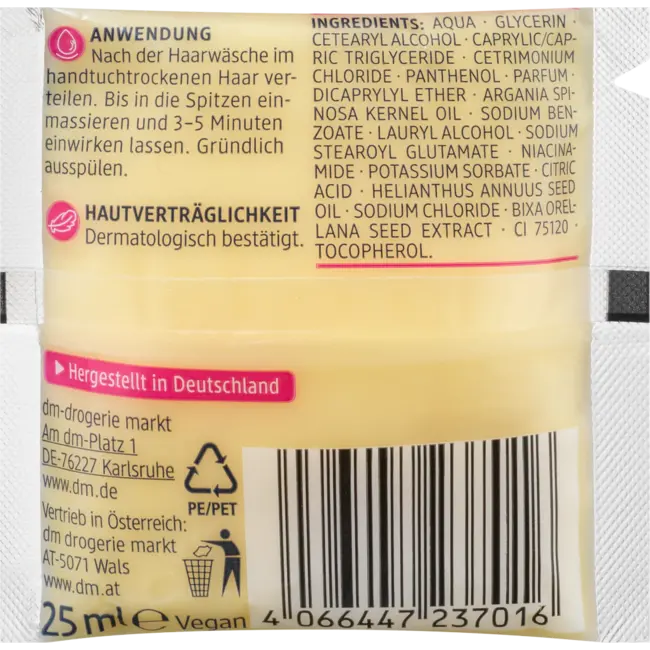 ANWENDUNG
Nach der Haarwäsche im
handtuchtrockenen Haar ver-
teilen. Bis in die Spitzen ein-
massieren und 3–5 Minuten
einwirken lassen. Gründlich
ausspülen.
HAUTVERTRÄGLICHKEIT
Dermatologisch bestätigt.
INGREDIENTS: AQUA · GLYCERIN ·
CETEARYL ALCOHOL · CAPRYLIC/CAP-
RIC TRIGLYCERIDE · CETRIMONIUM
CHLORIDE · PANTHENOL · PARFUM ·
DICAPRYLYL ETHER · ARGANIA SPI-
NOSA KERNEL OIL · SODIUM BEN-
ZOATE · LAURYL ALCOHOL · SODIUM
STEAROYL GLUTAMATE · NIACINA-
MIDE · POTASSIUM SORBATE · CITRIC
ACID · HELIANTHUS ANNUUS SEED
OIL · SODIUM CHLORIDE · BIXA OREL-
LANA SEED EXTRACT · CI 75120 ·
TOCOPHEROL.
Hergestellt in Deutschland
dm-drogerie markt
Am dm-Platz 1
DE-76227 Karlsruhe
www.dm.de
Vertrieb in Österreich:
dm drogerie markt
AT-5071 Wals
www.dm.at
PE/PET
25 ml e Vegan
4 066447 237016